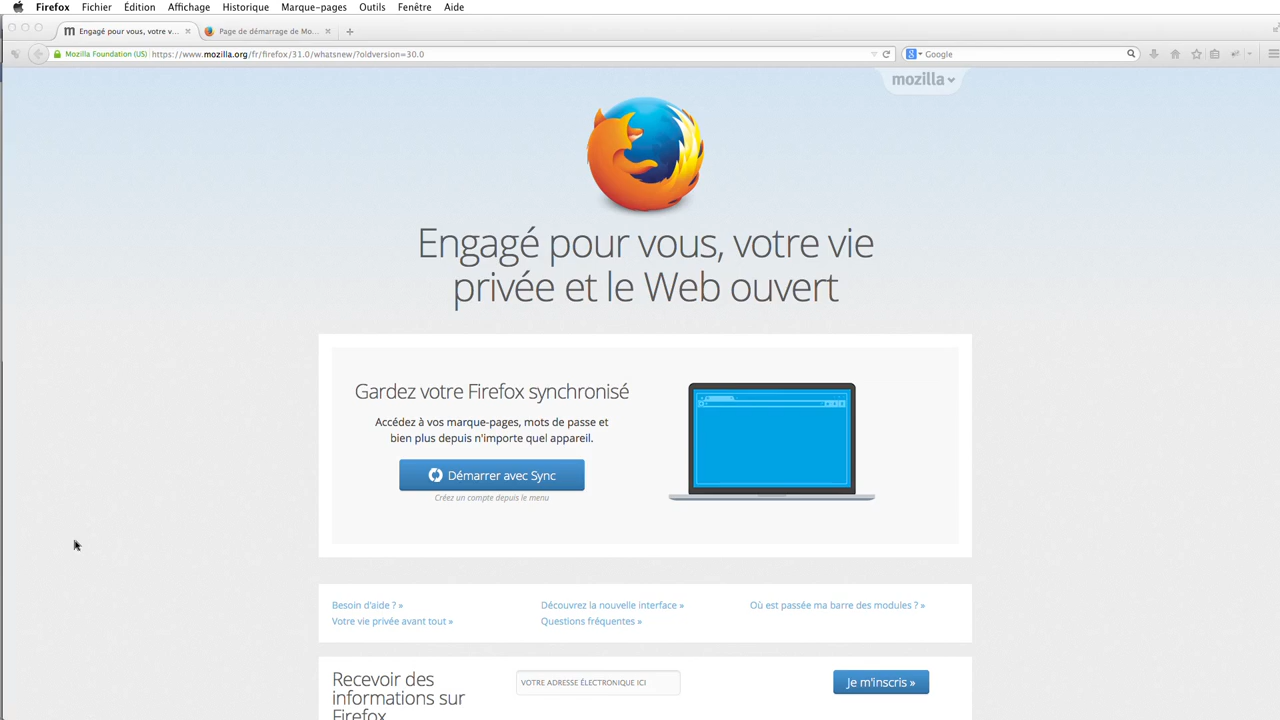 Firefox Fichier Édition Affichage Historique Marque-pages Outils Fenêtre Aide
Engagé pour vous, votre v... Page de démarrage de Mo...
Mozilla Foundation (US) https://www.mozilla.org/fr/firefox/31.0/whatsnew/?oldversion=30.0 Google
mozilla
Engagé pour vous, votre vie
privée et le Web ouvert
Gardez votre Firefox synchronisé
Accédez à vos marque-pages, mots de passe et
bien plus depuis n'importe quel appareil.
Démarrer avec Sync
Créez un compte depuis le menu
Besoin d'aide ? » Découvrez la nouvelle interface » Où est passée ma barre des modules ? »
Votre vie privée avant tout » Questions fréquentes »
Recevoir des
informations sur
Firefox
VOTRE ADRESSE ÉLECTRONIQUE ICI
Je m'inscris »